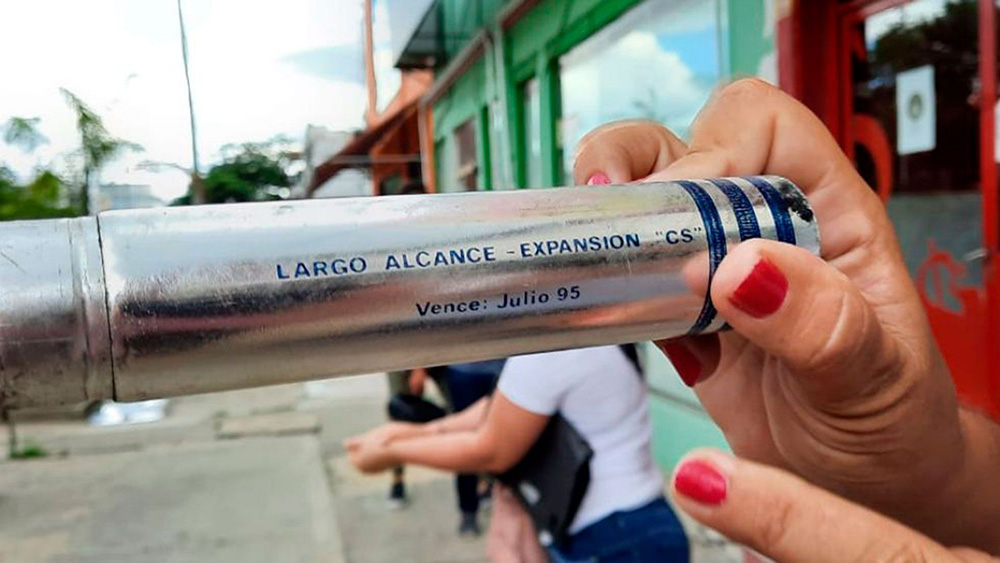 LARGO ALCANCE - EXPANSION "CS"
Vence: Julio 95